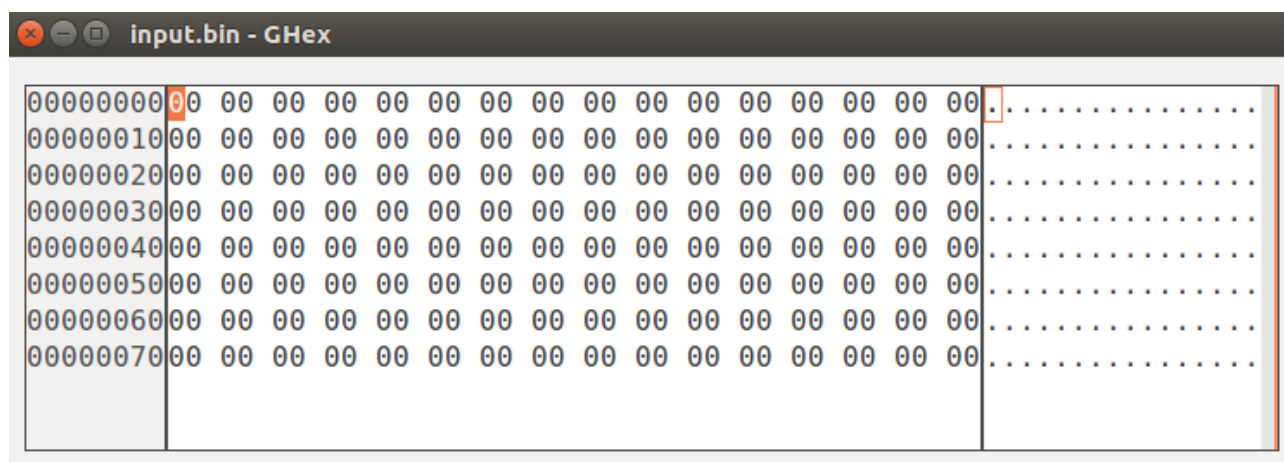 input.bin - GHex
00000000 00 00 00 00 00 00 00 00 00 00 00 00 00 00 00 00 ................
00000010 00 00 00 00 00 00 00 00 00 00 00 00 00 00 00 00 ................
00000020 00 00 00 00 00 00 00 00 00 00 00 00 00 00 00 00 ................
00000030 00 00 00 00 00 00 00 00 00 00 00 00 00 00 00 00 ................
00000040 00 00 00 00 00 00 00 00 00 00 00 00 00 00 00 00 ................
00000050 00 00 00 00 00 00 00 00 00 00 00 00 00 00 00 00 ................
00000060 00 00 00 00 00 00 00 00 00 00 00 00 00 00 00 00 ................
00000070 00 00 00 00 00 00 00 00 00 00 00 00 00 00 00 00 ................